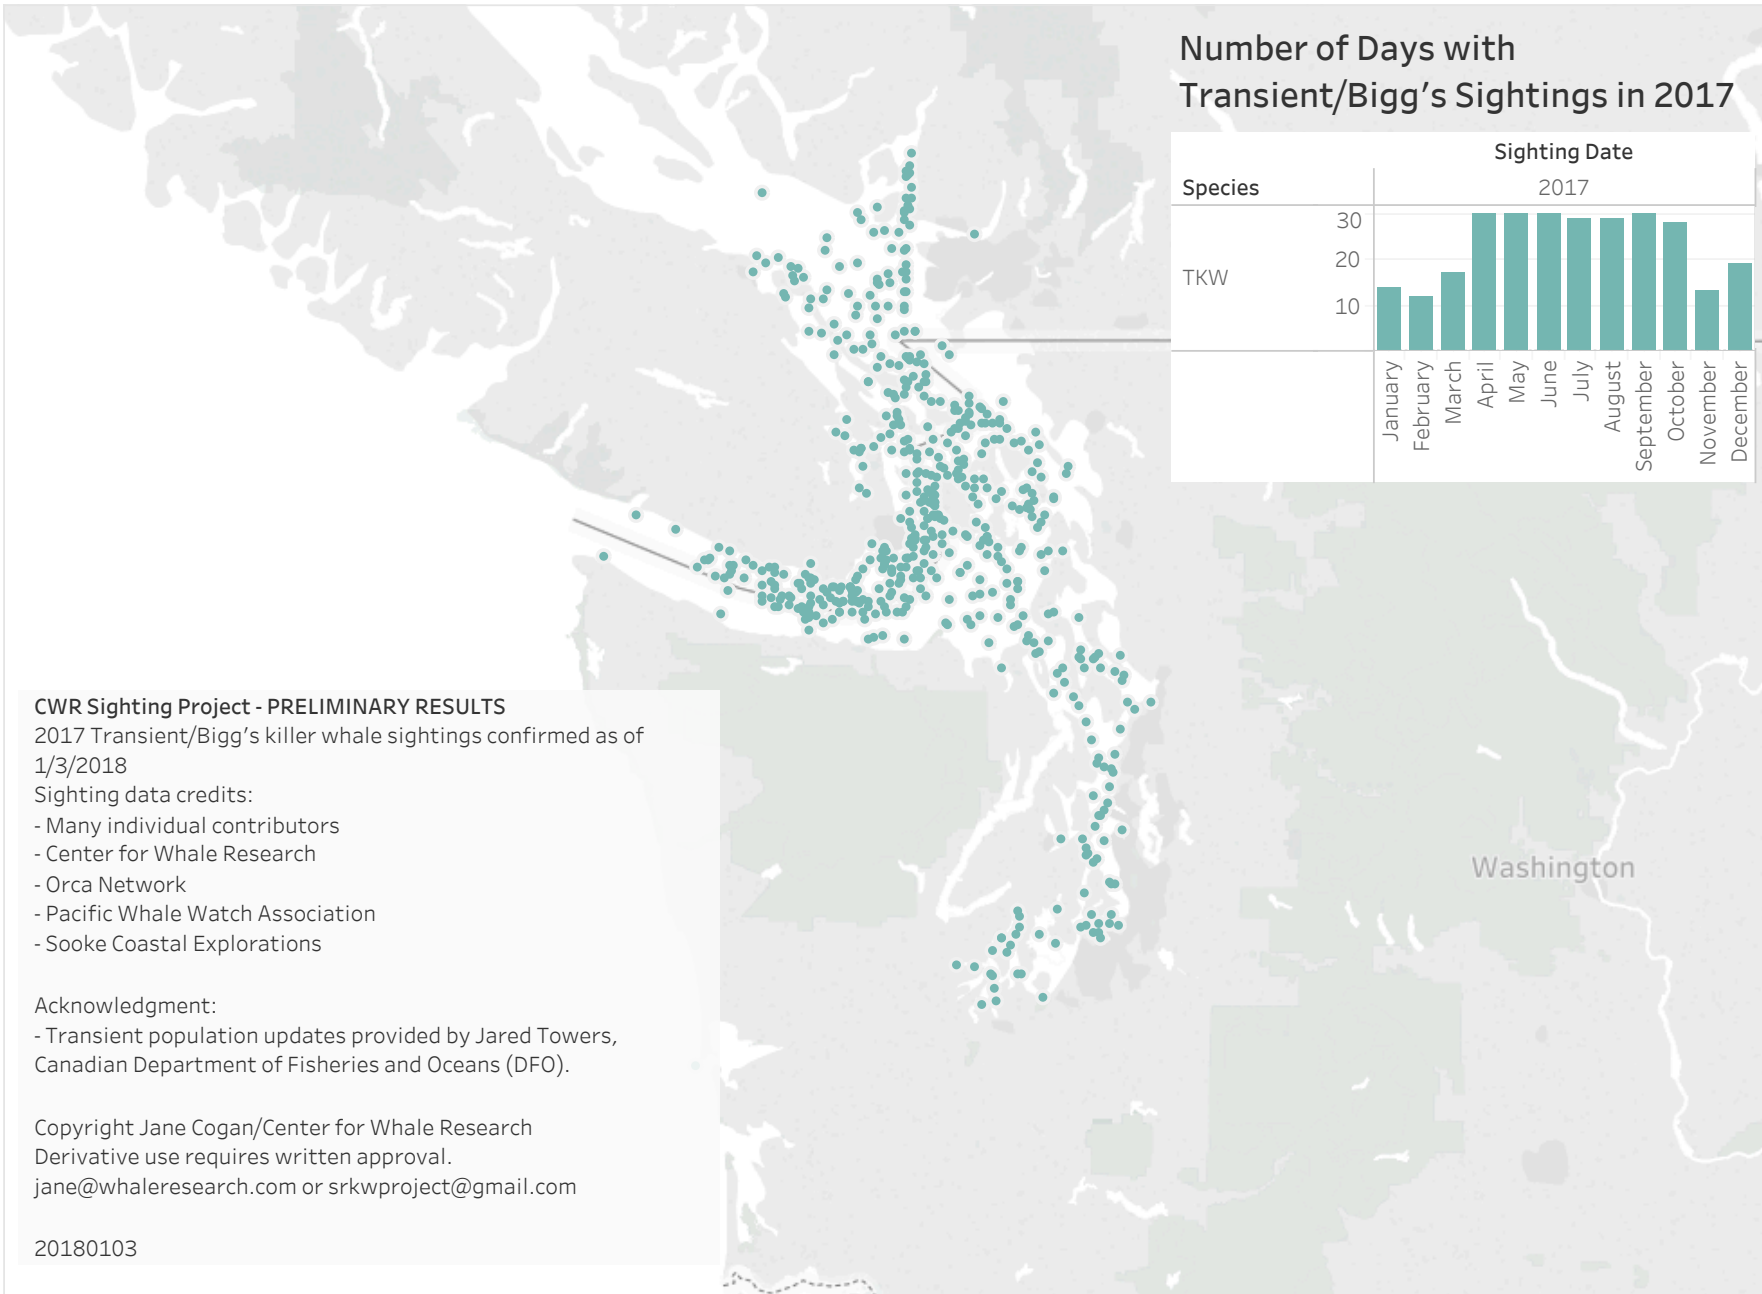 Number of Days with
Transient/Bigg's Sightings in 2017
Sighting Date
Species
2017
TKW
30
20
10
January
February
March
April
May
June
July
August
September
October
November
December
Washington
CWR Sighting Project - PRELIMINARY RESULTS
2017 Transient/Bigg's killer whale sightings confirmed as of
1/3/2018
Sighting data credits:
- Many individual contributors
- Center for Whale Research
- Orca Network
- Pacific Whale Watch Association
- Sooke Coastal Explorations
Acknowledgment:
- Transient population updates provided by Jared Towers,
Canadian Department of Fisheries and Oceans (DFO).
Copyright Jane Cogan/Center for Whale Research
Derivative use requires written approval.
jane@whaleresearch.com or srkwproject@gmail.com
20180103